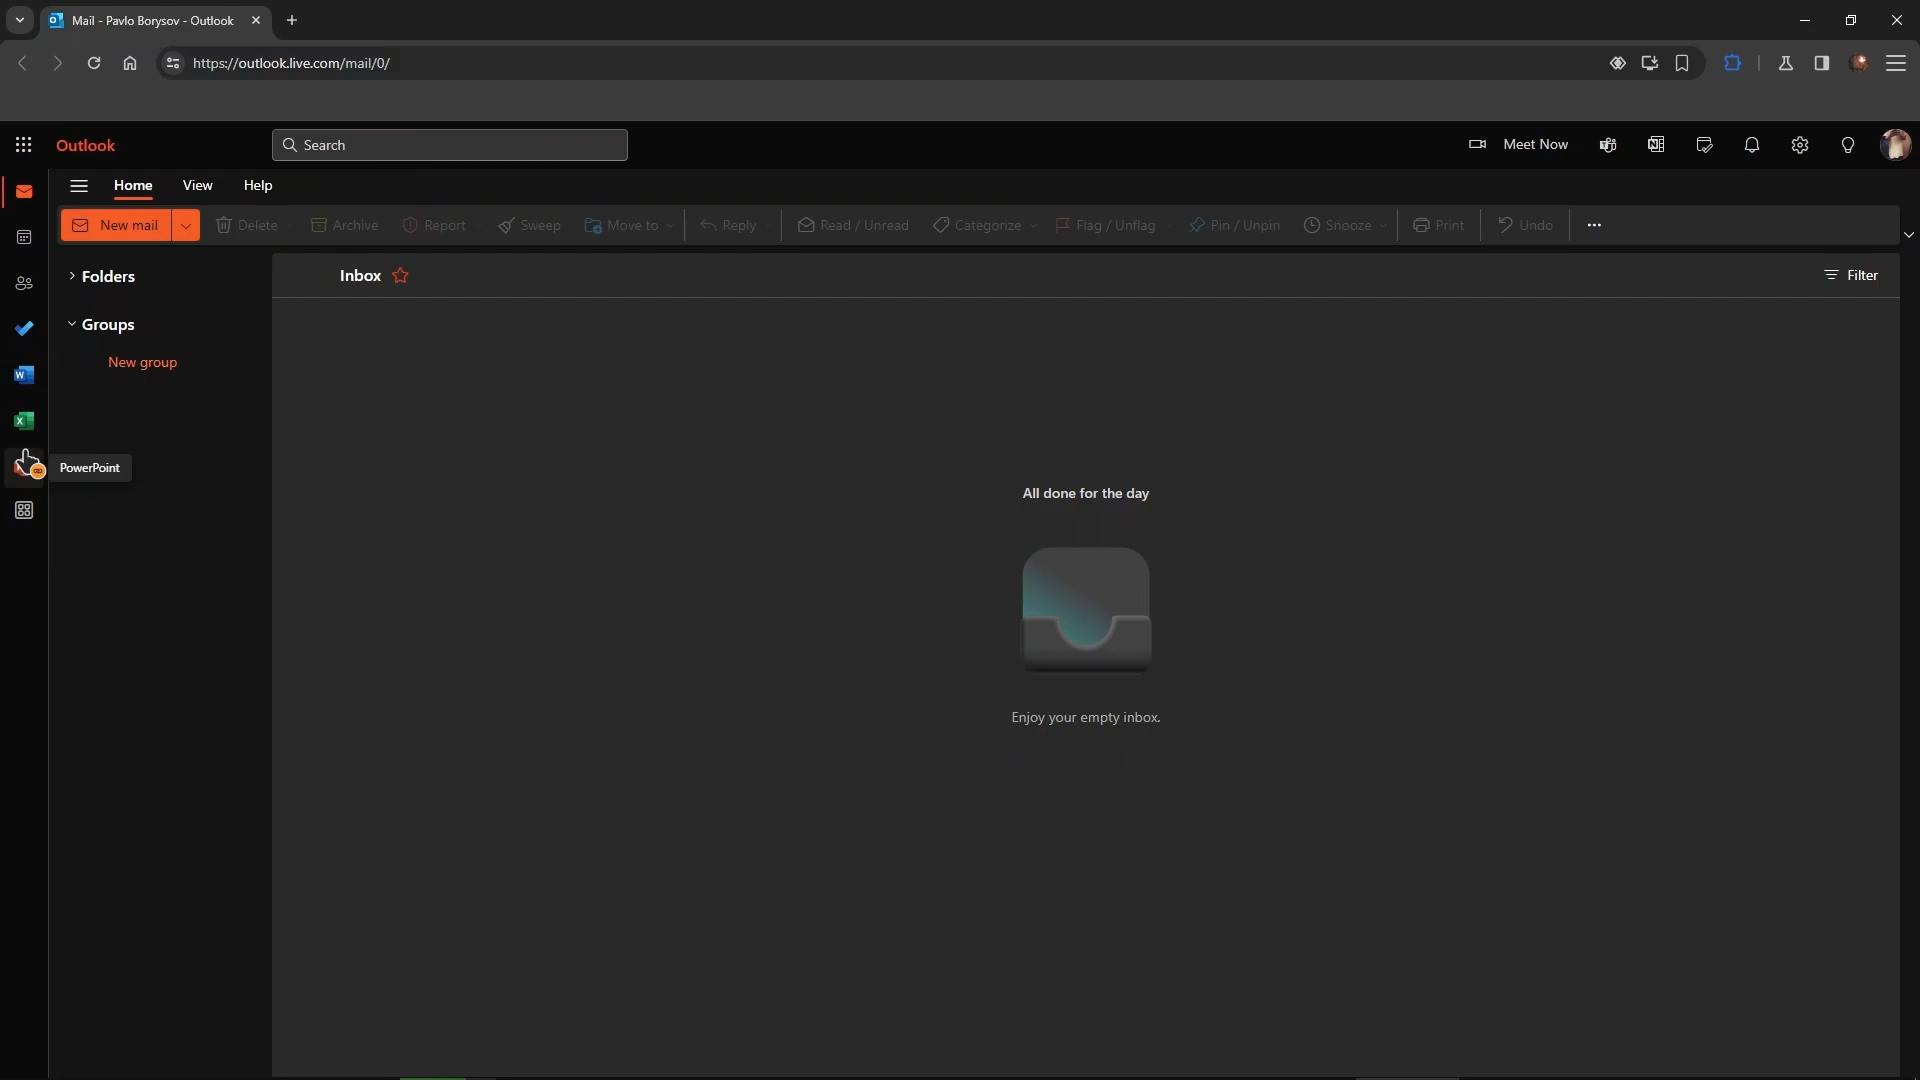 Mail - Pavlo Borysov - Outlook
https://outlook.live.com/mail/0/
Outlook
Search
Meet Now
Home View Help
New mail Delete Archive Report Sweep Move to Reply Read / Unread Categorize Flag / Unflag Pin / Unpin Snooze Print Undo
Folders
Inbox
Filter
Groups
New group
PowerPoint
All done for the day
Enjoy your empty inbox.